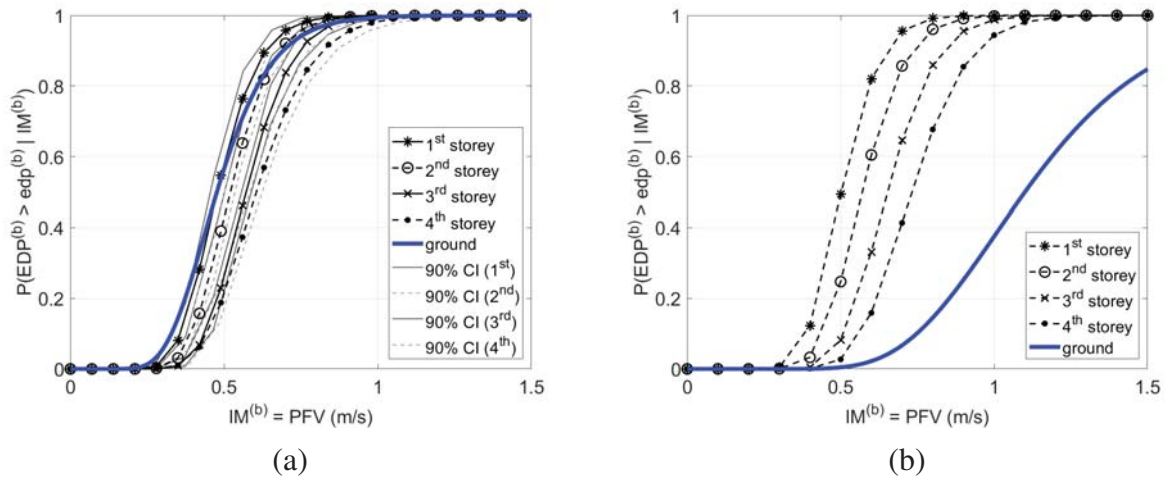 P(EDP(b) > edp(b) | IM(b))
1
0.8
0.6
0.4
0.2
0
0
0.5
1
1.5
IM(b) = PFV (m/s)
1st storey
2nd storey
3rd storey
4th storey
ground
90% CI (1st)
90% CI (2nd)
90% CI (3rd)
90% CI (4th)
(a)
P(EDP(b) > edp(b) | IM(b))
1
0.8
0.6
0.4
0.2
0
0
0.5
1
1.5
IM(b) = PFV (m/s)
1st storey
2nd storey
3rd storey
4th storey
ground
(b)